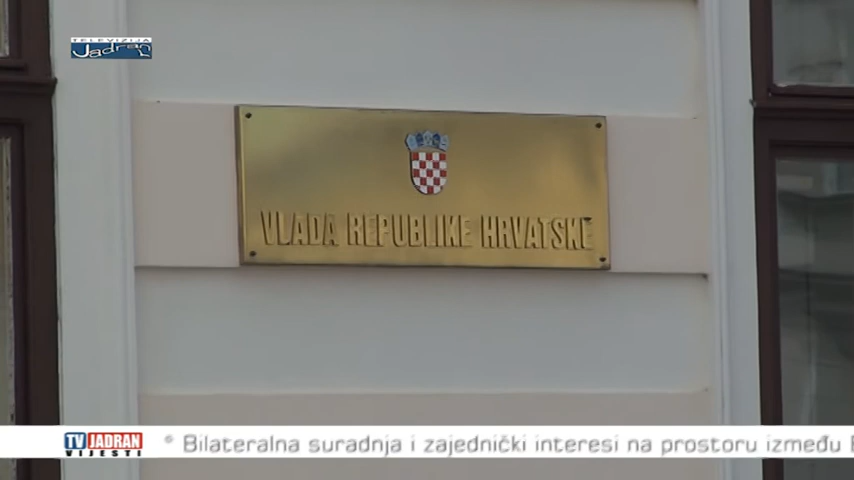 TELEVIZIJA
Jadran
VLADA REPUBLIKE HRVATSKE
TV JADRAN
VIJESTI
* Bilateralna suradnja i zajednički interesi na prostoru između